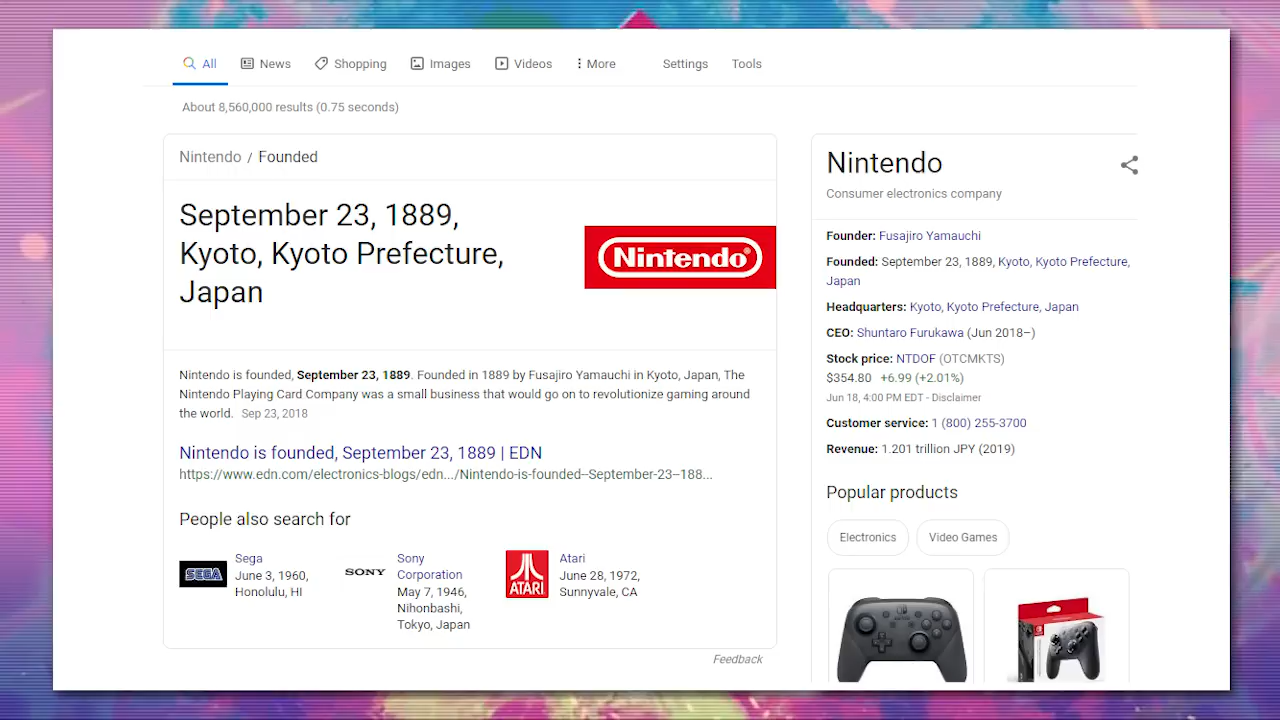 All News Shopping Images Videos More Settings Tools
About 8,560,000 results (0.75 seconds)
Nintendo / Founded
September 23, 1889,
Kyoto, Kyoto Prefecture,
Japan
Nintendo®
Nintendo is founded, September 23, 1889. Founded in 1889 by Fusajiro Yamauchi in Kyoto, Japan, The
Nintendo Playing Card Company was a small business that would go on to revolutionize gaming around
the world. Sep 23, 2018
Nintendo is founded, September 23, 1889 | EDN
https://www.edn.com/electronics-blogs/edn.../Nintendo-is-founded--September-23--188...
People also search for
SEGA
Sega
June 3, 1960,
Honolulu, HI
SONY
Sony
Corporation
May 7, 1946,
Nihonbashi,
Tokyo, Japan
ATARI
Atari
June 28, 1972,
Sunnyvale, CA
Feedback
Nintendo
Consumer electronics company
Founder: Fusajiro Yamauchi
Founded: September 23, 1889, Kyoto, Kyoto Prefecture,
Japan
Headquarters: Kyoto, Kyoto Prefecture, Japan
CEO: Shuntaro Furukawa (Jun 2018–)
Stock price: NTDOF (OTCMKTS)
$354.80 +6.99 (+2.01%)
Jun 18, 4:00 PM EDT - Disclaimer
Customer service: 1 (800) 255-3700
Revenue: 1.201 trillion JPY (2019)
Popular products
Electronics Video Games